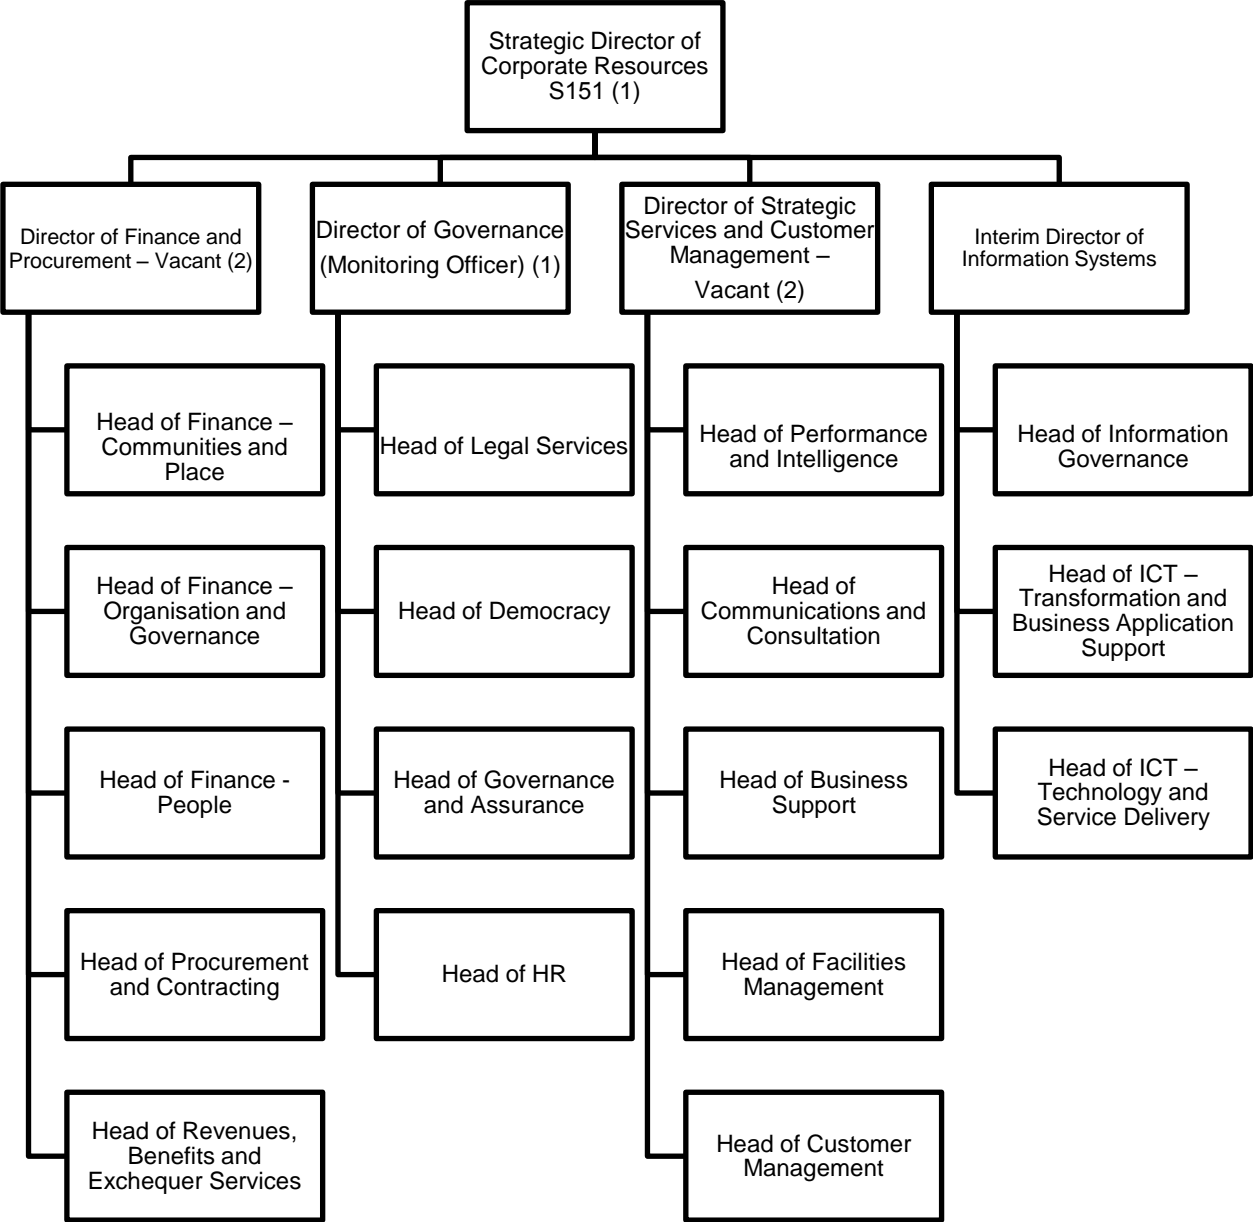 Strategic Director of
Corporate Resources
S151 (1)
Director of Finance and
Procurement – Vacant (2)
Director of Governance
(Monitoring Officer) (1)
Director of Strategic
Services and Customer
Management –
Vacant (2)
Interim Director of
Information Systems
Head of Finance –
Communities and
Place
Head of Finance –
Organisation and
Governance
Head of Finance -
People
Head of Procurement
and Contracting
Head of Revenues,
Benefits and
Exchequer Services
Head of Legal Services
Head of Democracy
Head of Governance
and Assurance
Head of HR
Head of Performance
and Intelligence
Head of
Communications and
Consultation
Head of Business
Support
Head of Facilities
Management
Head of Customer
Management
Head of Information
Governance
Head of ICT –
Transformation and
Business Application
Support
Head of ICT –
Technology and
Service Delivery